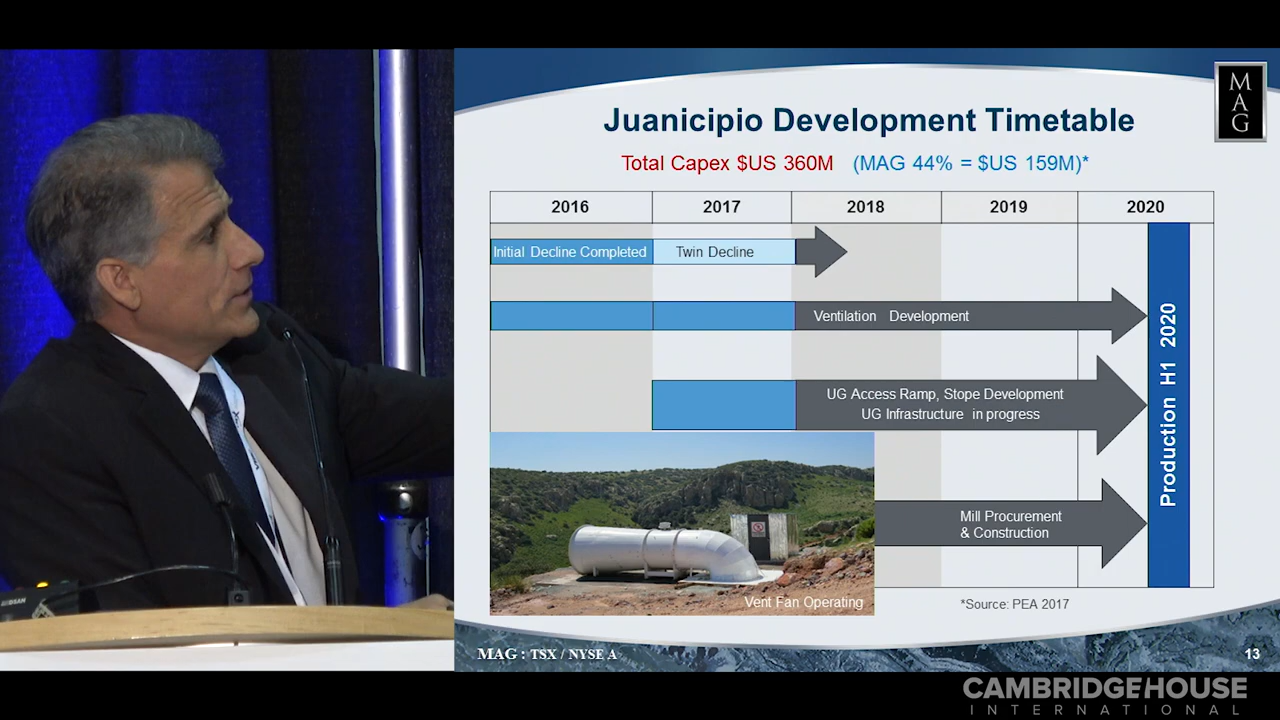 MAG
Juanicipio Development Timetable
Total Capex $US 360M (MAG 44% = $US 159M)*
2016 2017 2018 2019 2020
Initial Decline Completed Twin Decline
Ventilation Development
UG Access Ramp, Stope Development
UG Infrastructure in progress
Production H1 2020
Mill Procurement
& Construction
Vent Fan Operating
*Source: PEA 2017
MAG : TSX / NYSE A
13
CAMBRIDGEHOUSE
INTERNATIONAL